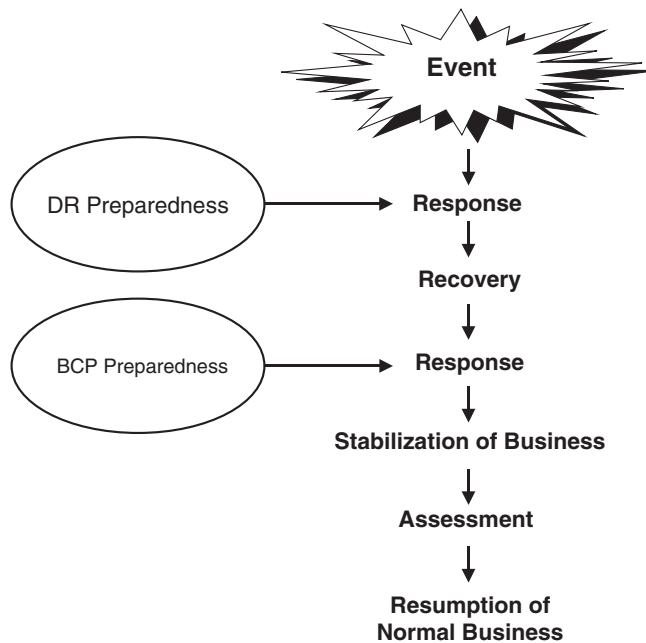 Event
DR Preparedness
Response
Recovery
BCP Preparedness
Response
Stabilization of Business
Assessment
Resumption of
Normal Business